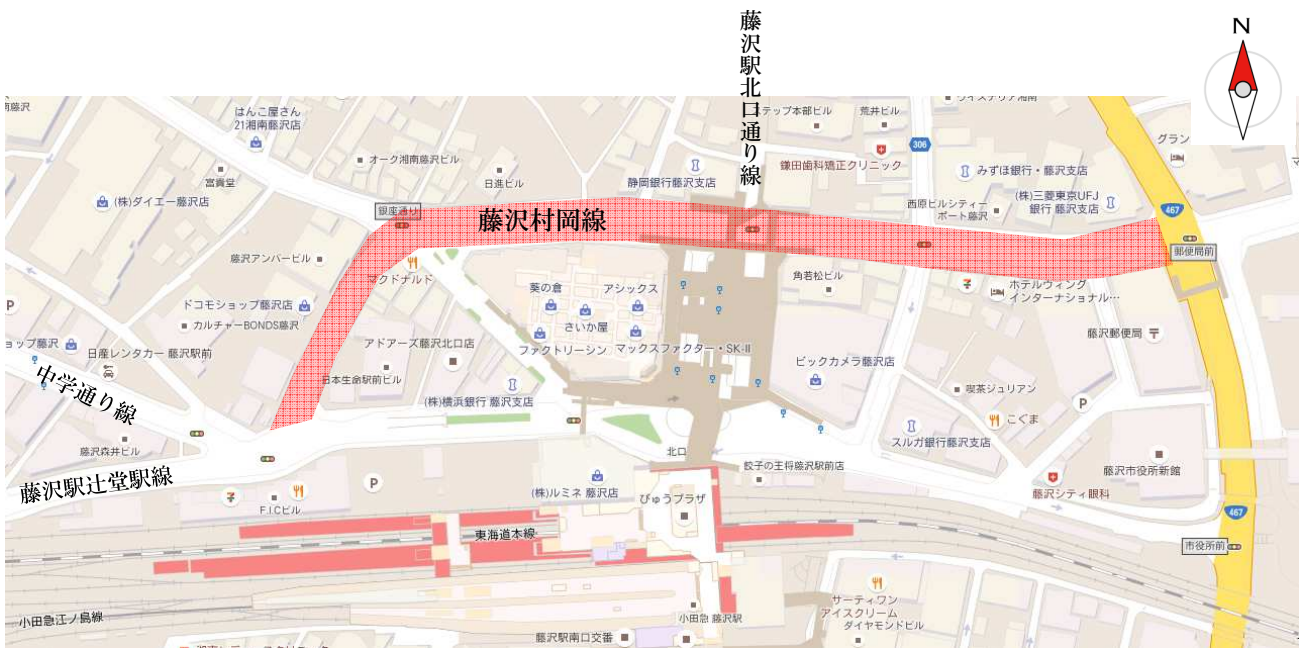 藤沢駅北口通り線
N
南藤沢
はんこ屋さん
21湘南藤沢店
オーク湘南藤沢ビル
富貴堂
日進ビル
(株)ダイエー藤沢店
銀座通り
静岡銀行藤沢支店
テップ本部ビル
荒井ビル
鎌田歯科矯正クリニック
306
ウィステリア湘南
みずほ銀行・藤沢支店
(株)三菱東京UFJ
銀行 藤沢支店
西原ビルシティー
ポート藤沢
グラン
467
郵便局前
藤沢村岡線
藤沢アンバービル
マクドナルド
ドコモショップ藤沢店
カルチャーBONDS藤沢
P
ョップ藤沢
日産レンタカー 藤沢駅前
葵の倉
アシックス
さいか屋
ファクトリーシン
マックスファクター・SK-Ⅱ
角若松ビル
ホテルウィング
インターナショナル…
藤沢郵便局
アドアーズ藤沢北口店
日本生命駅前ビル
(株)横浜銀行 藤沢支店
ビックカメラ藤沢店
喫茶ジュリアン
P
こぐま
スルガ銀行藤沢支店
中学通り線
藤沢森井ビル
藤沢駅辻堂駅線
F.I.Cビル
P
北口
餃子の王将藤沢駅前店
(株)ルミネ 藤沢店
びゅうプラザ
藤沢市役所新館
藤沢シティ眼科
467
市役所前
東海道本線
小田急江ノ島線
小田急 藤沢駅
藤沢駅南口交番
サーティワン
アイスクリーム
ダイヤモンドビル